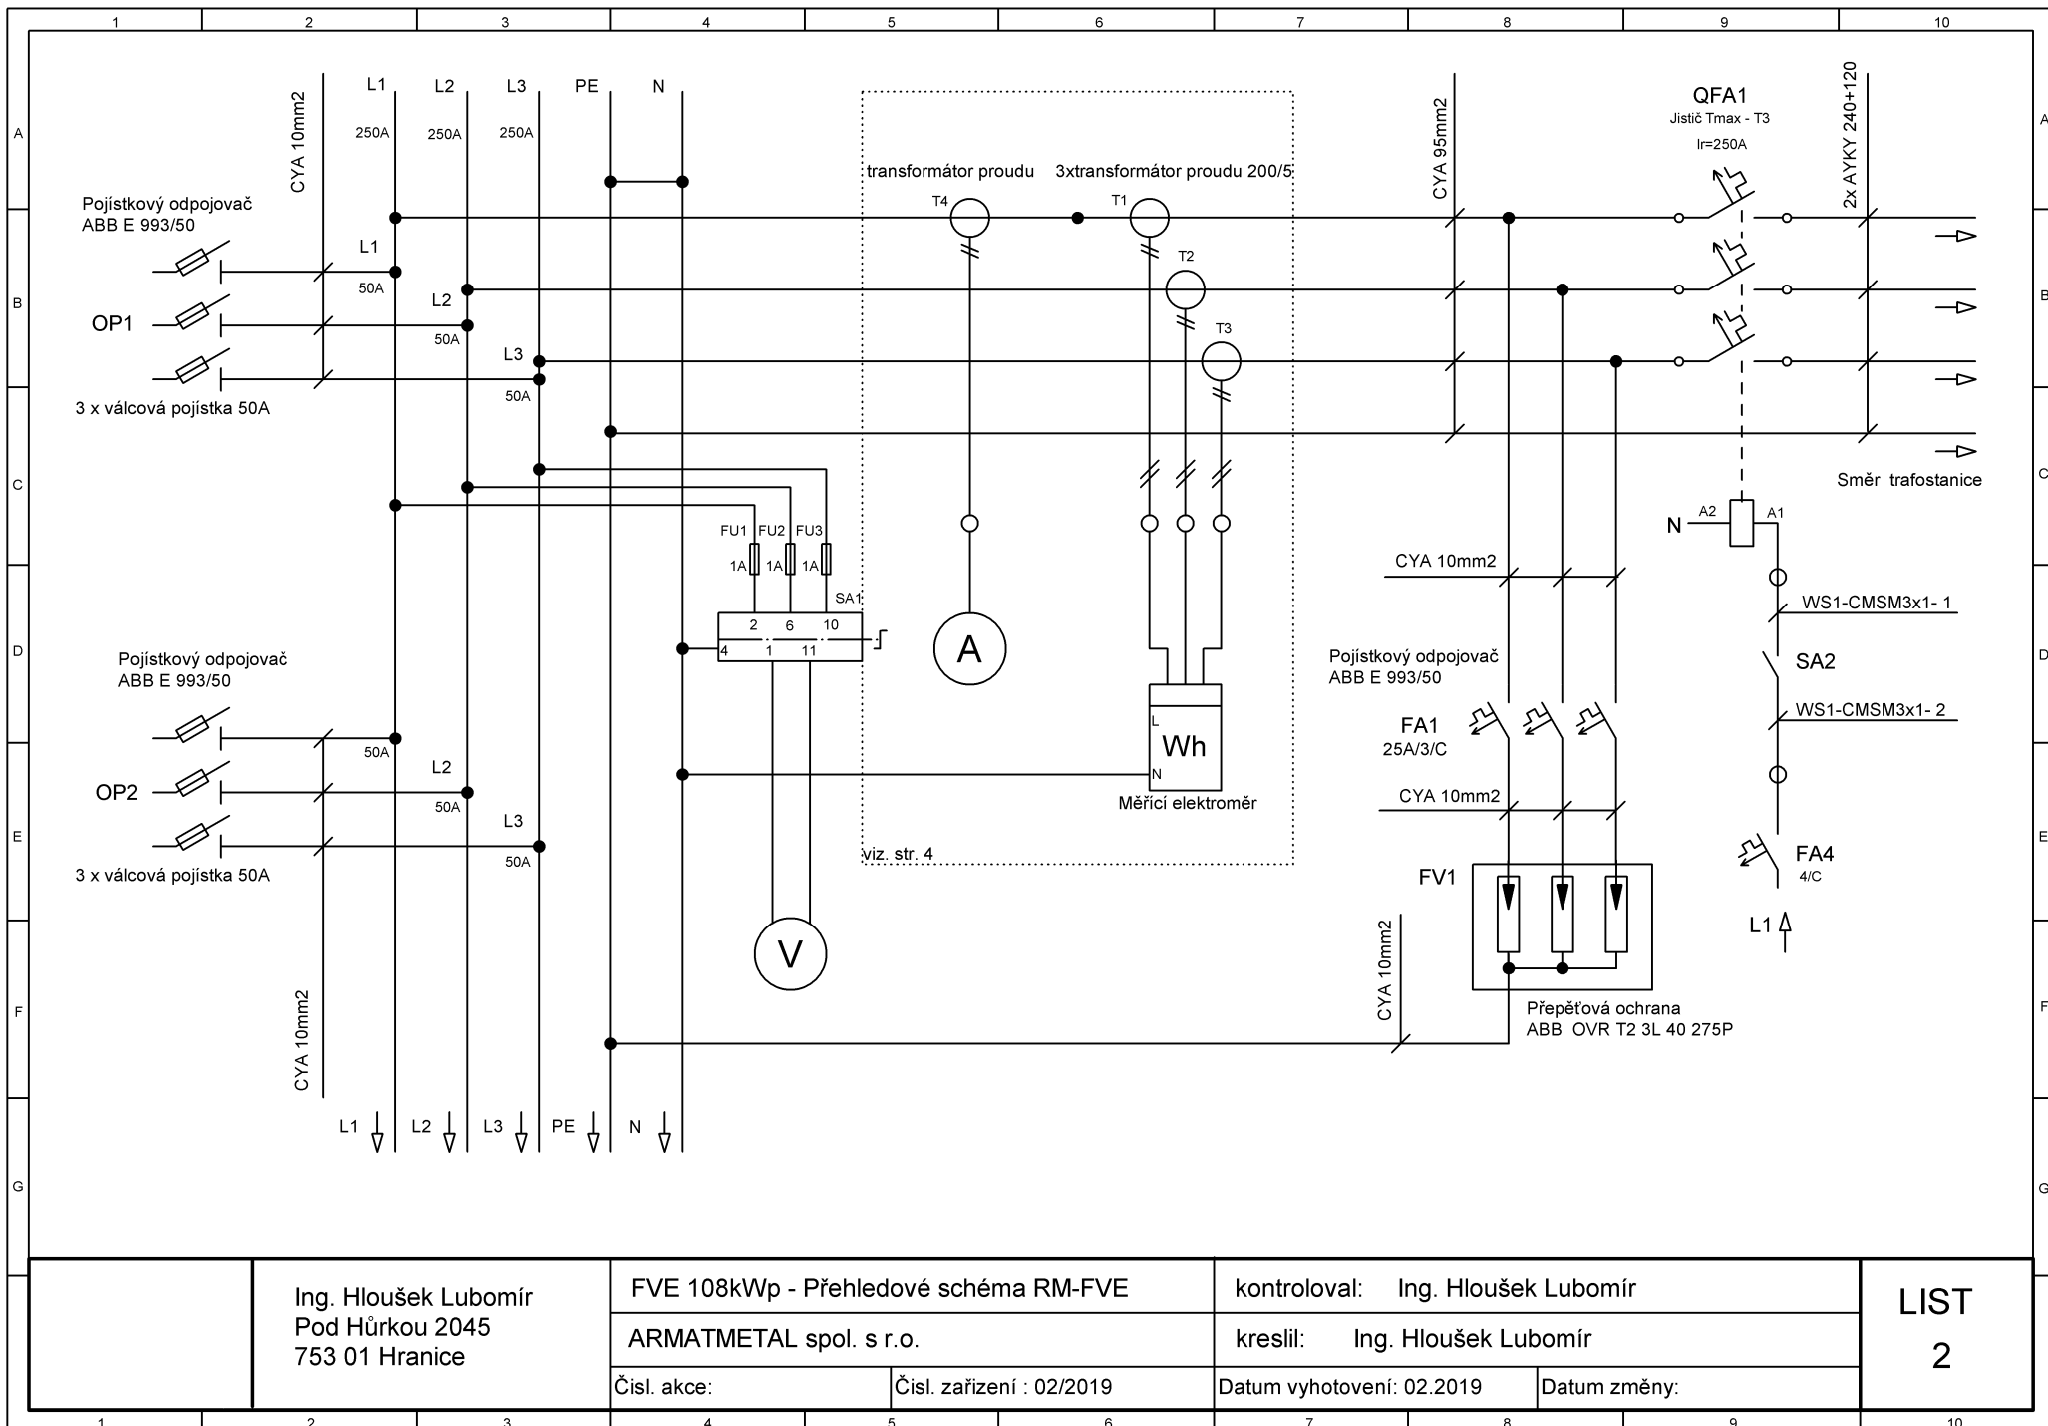 1 2 3 4 5 6 7 8 9 10
A
B
C
D
E
F
G
A
B
C
D
E
F
G
CYA 10mm2
L1
L2
L3
PE
N
250A
250A
250A
Pojístkový odpojovač
ABB E 993/50
L1
50A
OP1
L2
50A
L3
50A
3 x válcová pojístka 50A
transformátor proudu
3xtransformátor proudu 200/5
T4
T1
T2
T3
CYA 95mm2
QFA1
Jistič Tmax - T3
Ir=250A
2x AYKY 240+120
Směr trafostanice
N
A2
A1
FU1
FU2
FU3
1A
1A
1A
SA1
2
6
10
4
1
11
A
V
L
Wh
N
Měřící elektroměr
viz. str. 4
CYA 10mm2
WS1-CMSM3x1- 1
SA2
WS1-CMSM3x1- 2
Pojístkový odpojovač
ABB E 993/50
FA1
25A/3/C
CYA 10mm2
FA4
4/C
L1
FV1
CYA 10mm2
Přepěťová ochrana
ABB OVR T2 3L 40 275P
Pojístkový odpojovač
ABB E 993/50
50A
OP2
L2
50A
L3
50A
3 x válcová pojístka 50A
CYA 10mm2
L1
L2
L3
PE
N
Ing. Hloušek Lubomír
Pod Hůrkou 2045
753 01 Hranice
FVE 108kWp - Přehledové schéma RM-FVE
ARMATMETAL spol. s r.o.
Čisl. akce:
Čisl. zařizení : 02/2019
kontroloval: Ing. Hloušek Lubomír
kreslil: Ing. Hloušek Lubomír
Datum vyhotovení: 02.2019
Datum změny:
LIST
2
1 2 3 4 5 6 7 8 9 10